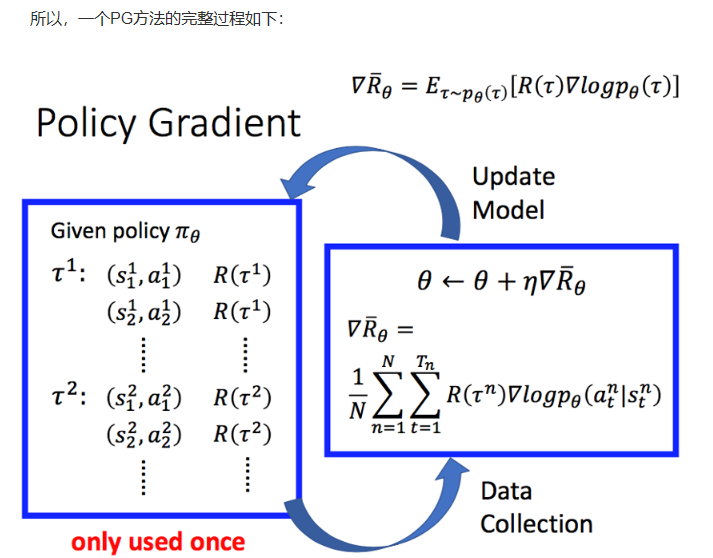 所以，一个PG方法的完整过程如下：
∇R̄θ = Eτ~pθ(τ)[R(τ)∇logpθ(τ)]
Policy Gradient
Update
Model
Given policy πθ
τ¹: (s₁¹, a₁¹) R(τ¹)
(s₂¹, a₂¹) R(τ¹)
⋮ ⋮
τ²: (s₁², a₁²) R(τ²)
(s₂², a₂²) R(τ²)
⋮ ⋮
only used once
θ ← θ + η∇R̄θ
∇R̄θ =
1/N ∑ₙ₌₁ᴺ ∑ₜ₌₁ᵀⁿ R(τⁿ)∇logpθ(aₜⁿ|sₜⁿ)
Data
Collection